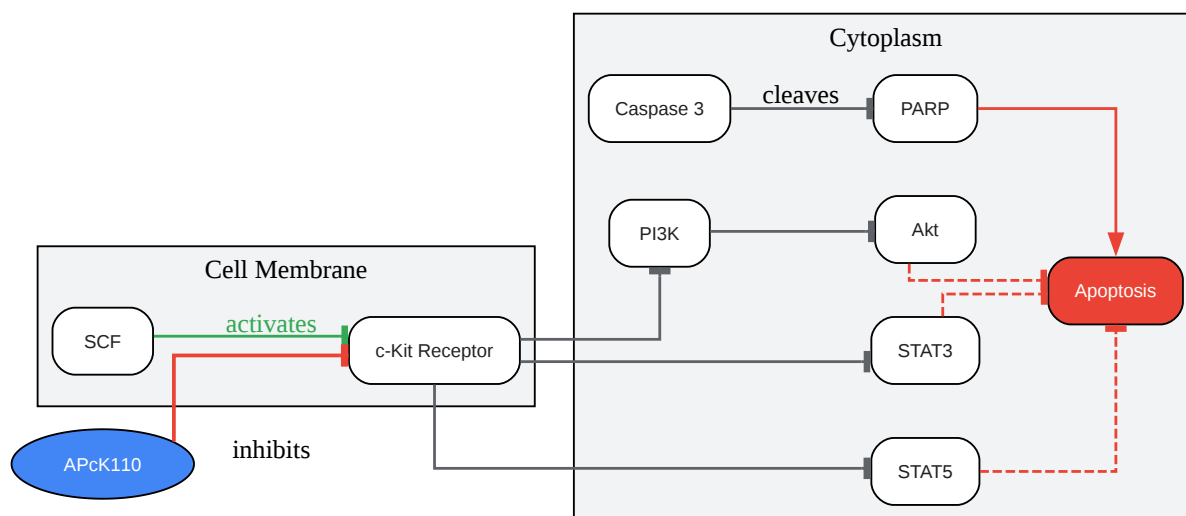 Cytoplasm
Caspase 3
cleaves
PARP
PI3K
Akt
Cell Membrane
Apoptosis
SCF
activates
c-Kit Receptor
STAT3
inhibits
APcK110
STAT5